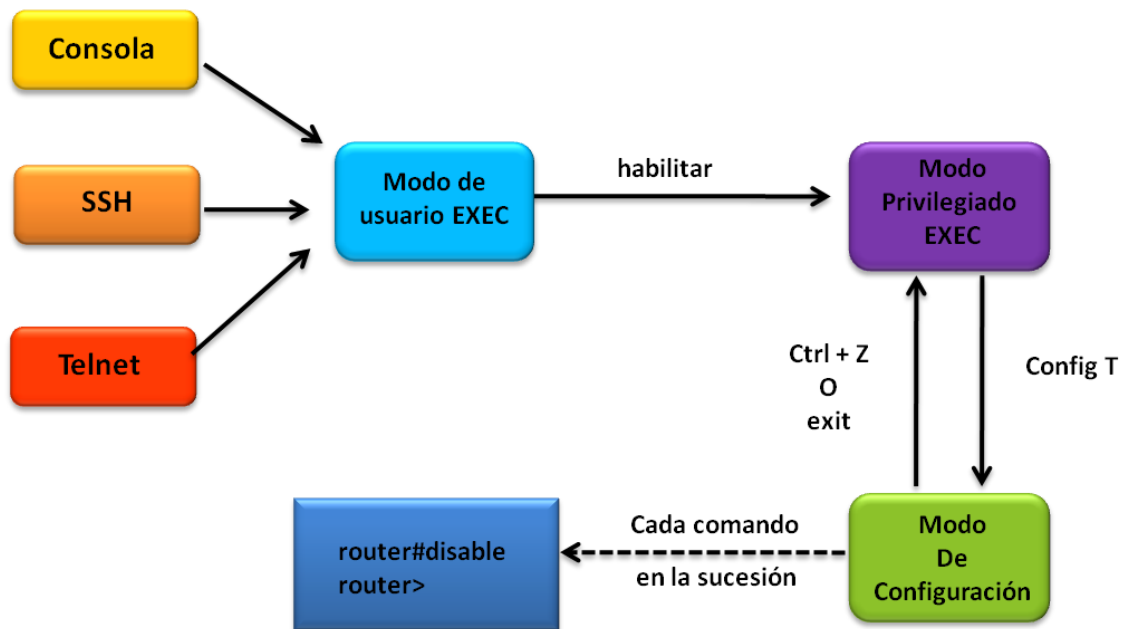 Consola
SSH
Telnet
Modo de
usuario EXEC
habilitar
Modo
Privilegiado
EXEC
Ctrl + Z
O
exit
Config T
Modo
De
Configuración
Cada comando
en la sucesión
router#disable
router>